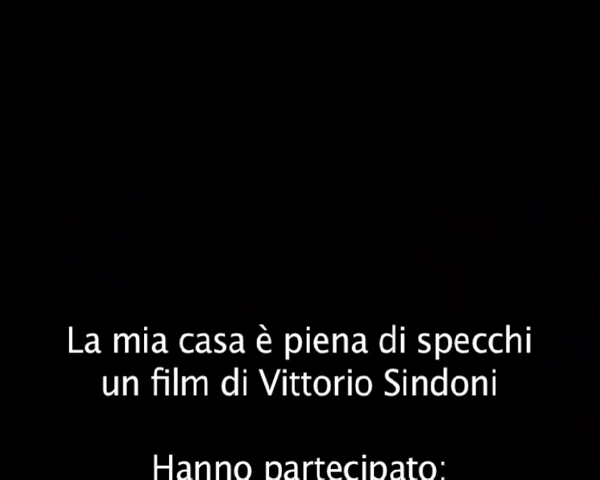 La mia casa è piena di specchi
un film di Vittorio Sindoni
Hanno partecipato: